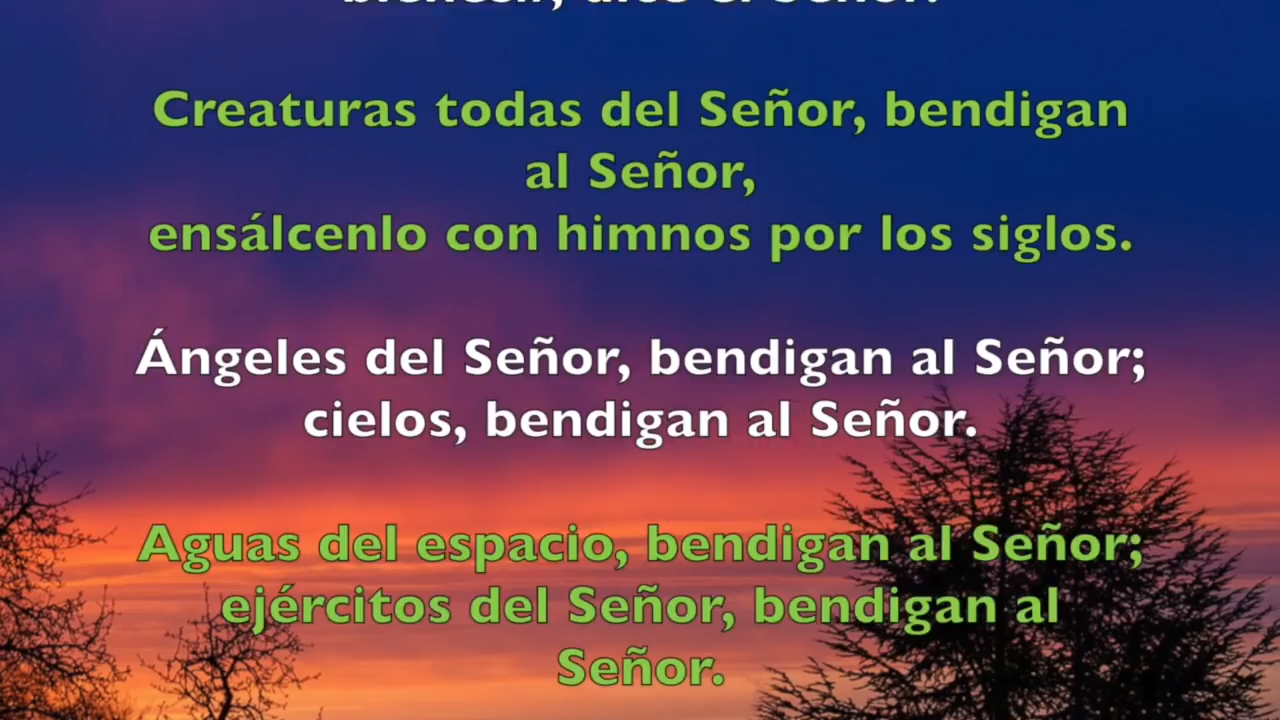 Creaturas todas del Señor, bendigan
al Señor,
ensálcenlo con himnos por los siglos.
Ángeles del Señor, bendigan al Señor;
cielos, bendigan al Señor.
Aguas del espacio, bendigan al Señor;
ejércitos del Señor, bendigan al
Señor.